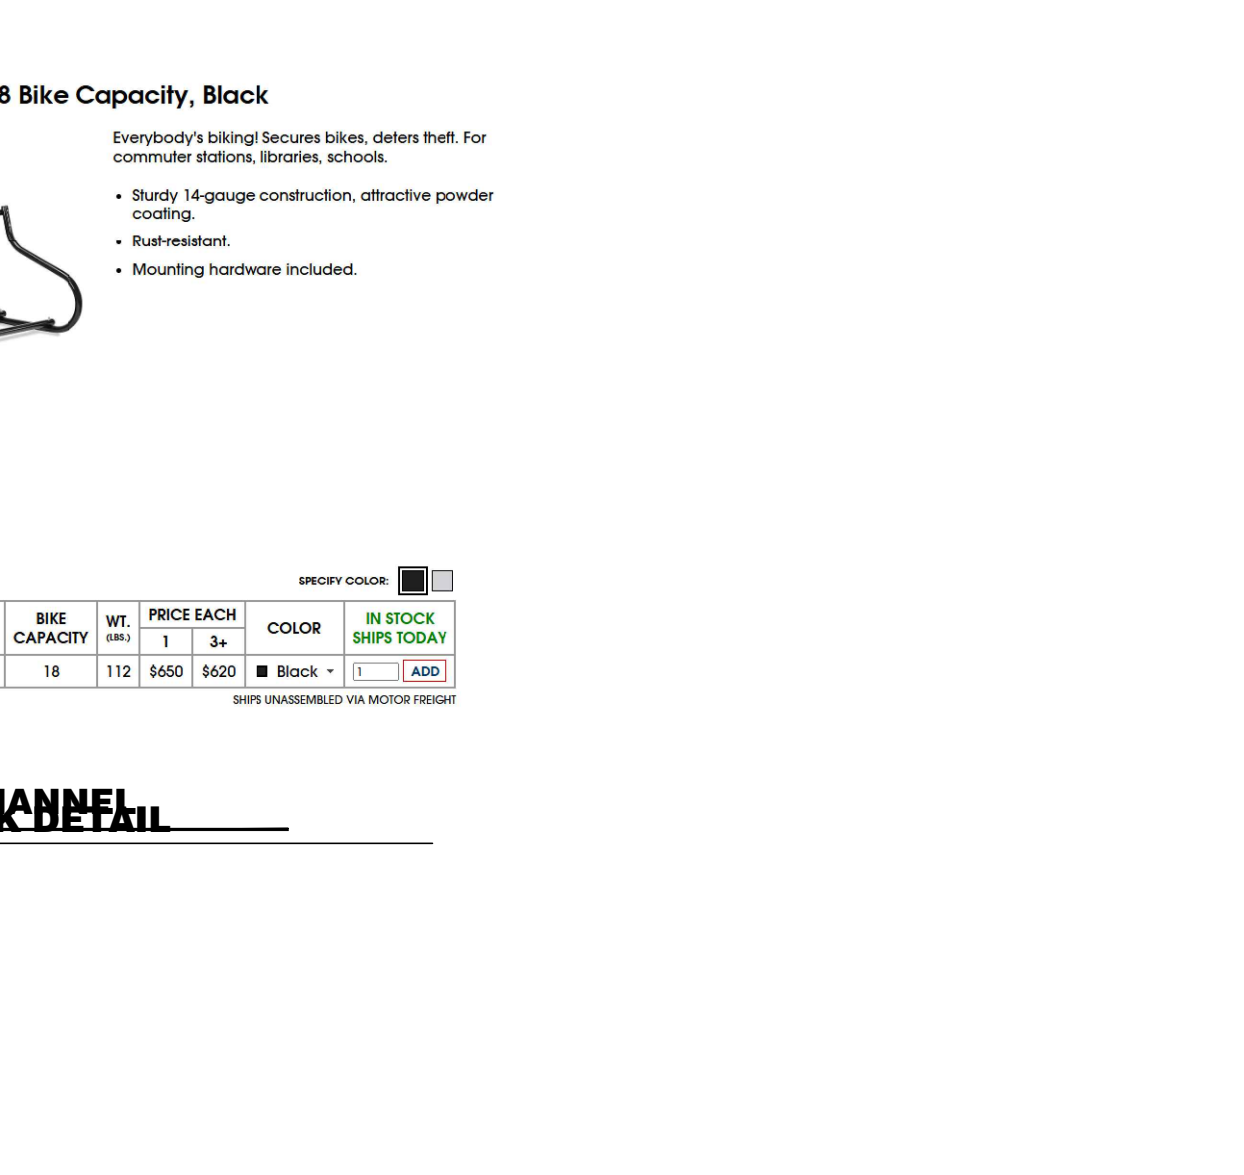 8 Bike Capacity, Black
Everybody's biking! Secures bikes, deters theft. For
commuter stations, libraries, schools.
• Sturdy 14-gauge construction, attractive powder
coating.
• Rust-resistant.
• Mounting hardware included.
SPECIFY COLOR:
BIKE CAPACITY WT. (LBS.) PRICE EACH COLOR IN STOCK SHIPS TODAY
1 3+
18 112 $650 $620 Black 1 ADD
SHIPS UNASSEMBLED VIA MOTOR FREIGHT
HANNEL
K DETAIL